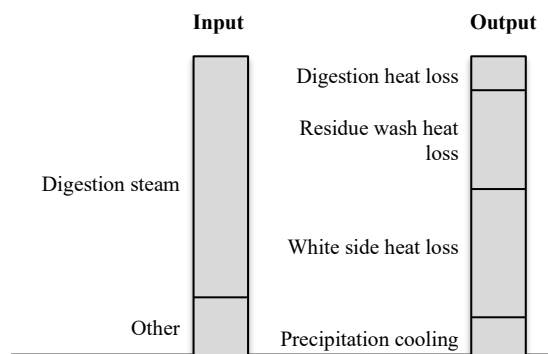 Input
Output
Digestion steam
Other
Digestion heat loss
Residue wash heat
loss
White side heat loss
Precipitation cooling